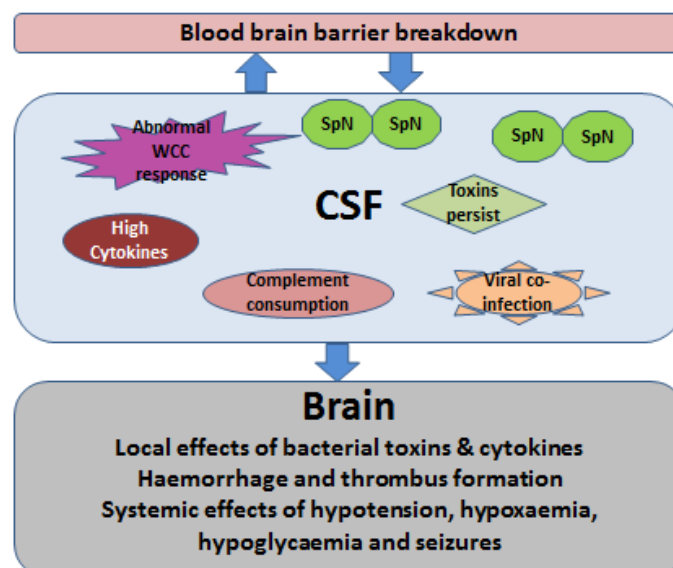 Blood brain barrier breakdown
Abnormal
WCC
response
SpN
SpN
SpN
SpN
CSF
Toxins
persist
High
Cytokines
Complement
consumption
Viral co-
infection
Brain
Local effects of bacterial toxins & cytokines
Haemorrhage and thrombus formation
Systemic effects of hypotension, hypoxaemia,
hypoglycaemia and seizures